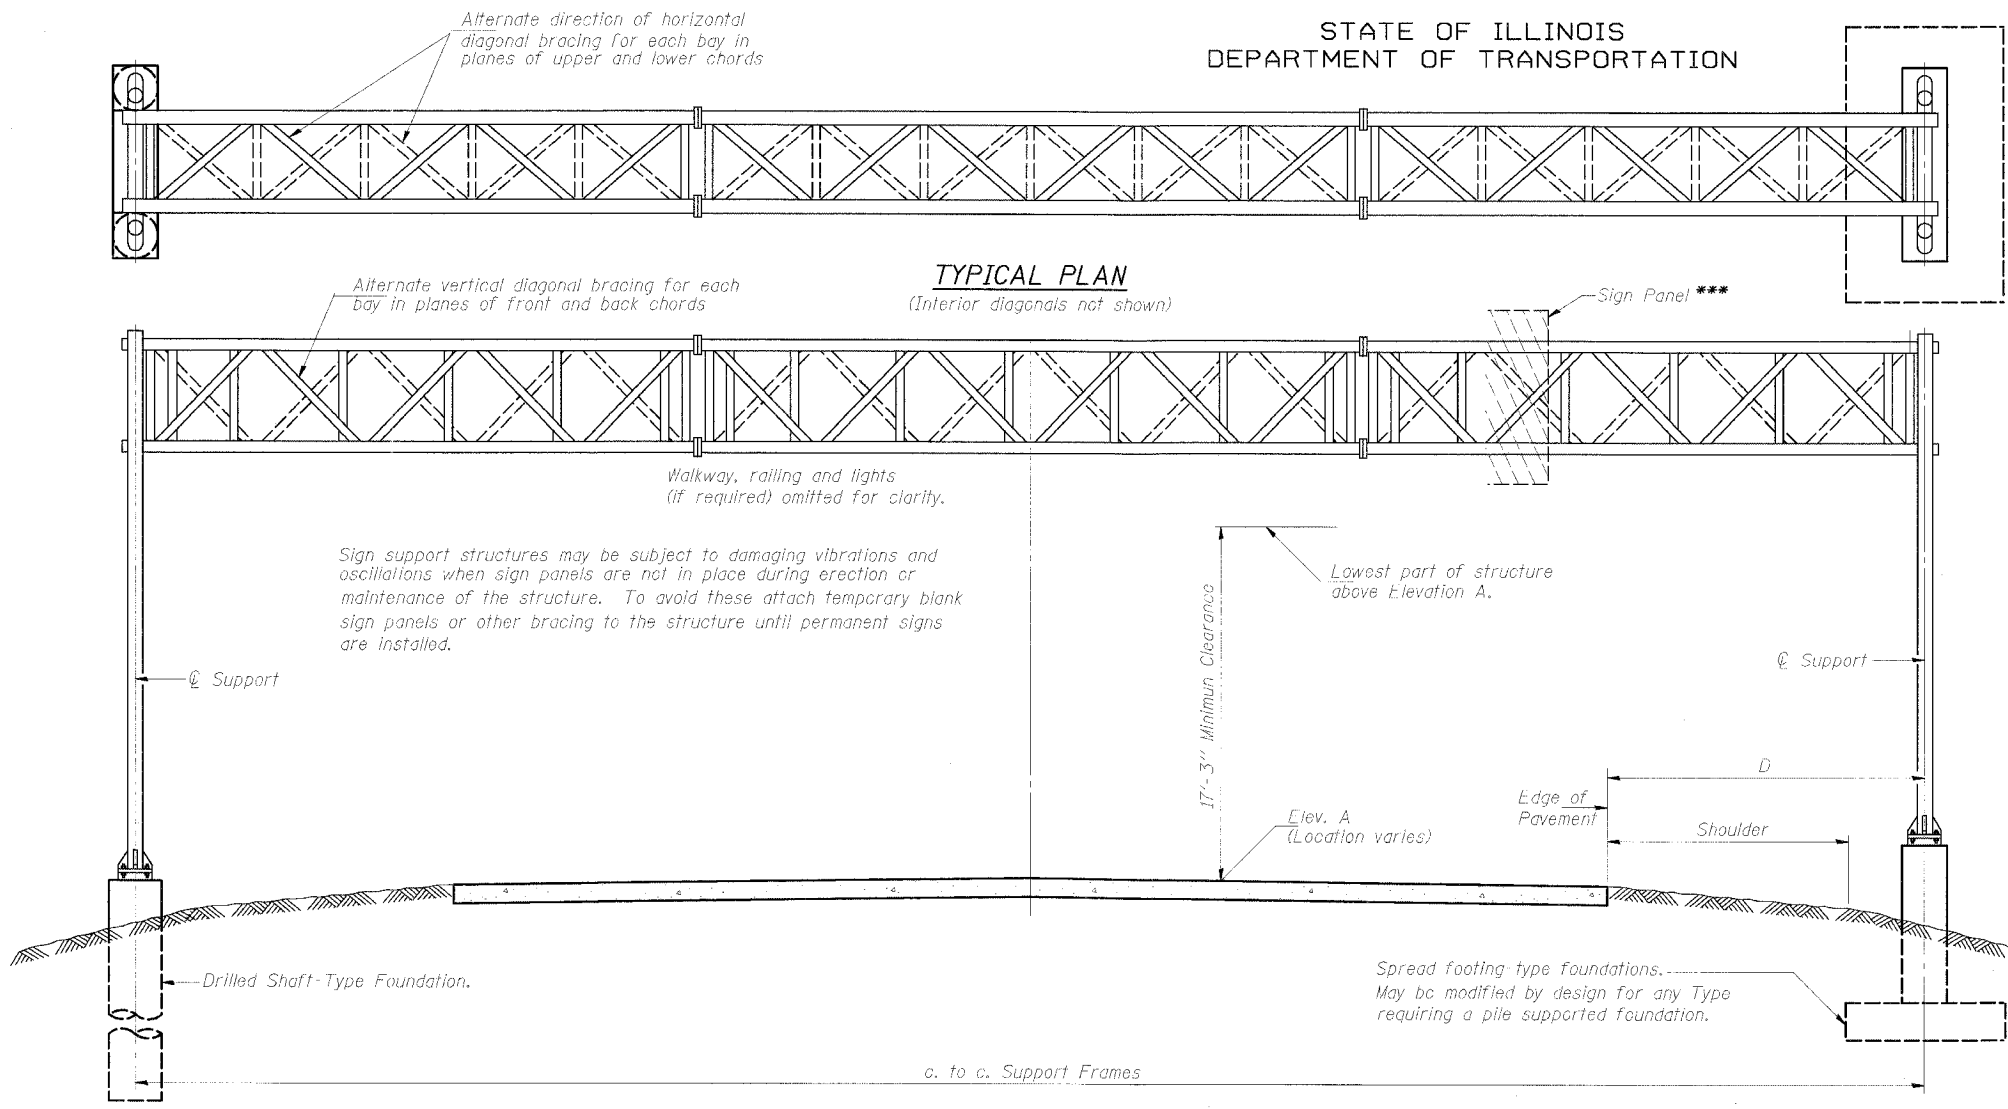 Alternate direction of horizontal
diagonal bracing for each bay in
planes of upper and lower chords
STATE OF ILLINOIS
DEPARTMENT OF TRANSPORTATION
TYPICAL PLAN
(Interior diagonals not shown)
Alternate vertical diagonal bracing for each
bay in planes of front and back chords
Sign Panel ***
Walkway, railing and lights
(if required) omitted for clarity.
Sign support structures may be subject to damaging vibrations and
oscillations when sign panels are not in place during erection or
maintenance of the structure. To avoid these attach temporary blank
sign panels or other bracing to the structure until permanent signs
are installed.
Lowest part of structure
above Elevation A.
17'-3" Minimun Clearance
℄ Support
℄ Support
D
Edge of
Pavement
Shoulder
Elev. A
(Location varies)
Drilled Shaft-Type Foundation.
Spread footing type foundations.
May be modified by design for any Type
requiring a pile supported foundation.
c. to c. Support Frames